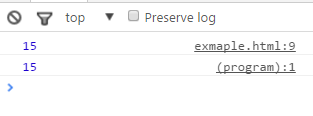 top Preserve log
15 exmaple.html:9
15 (program):1